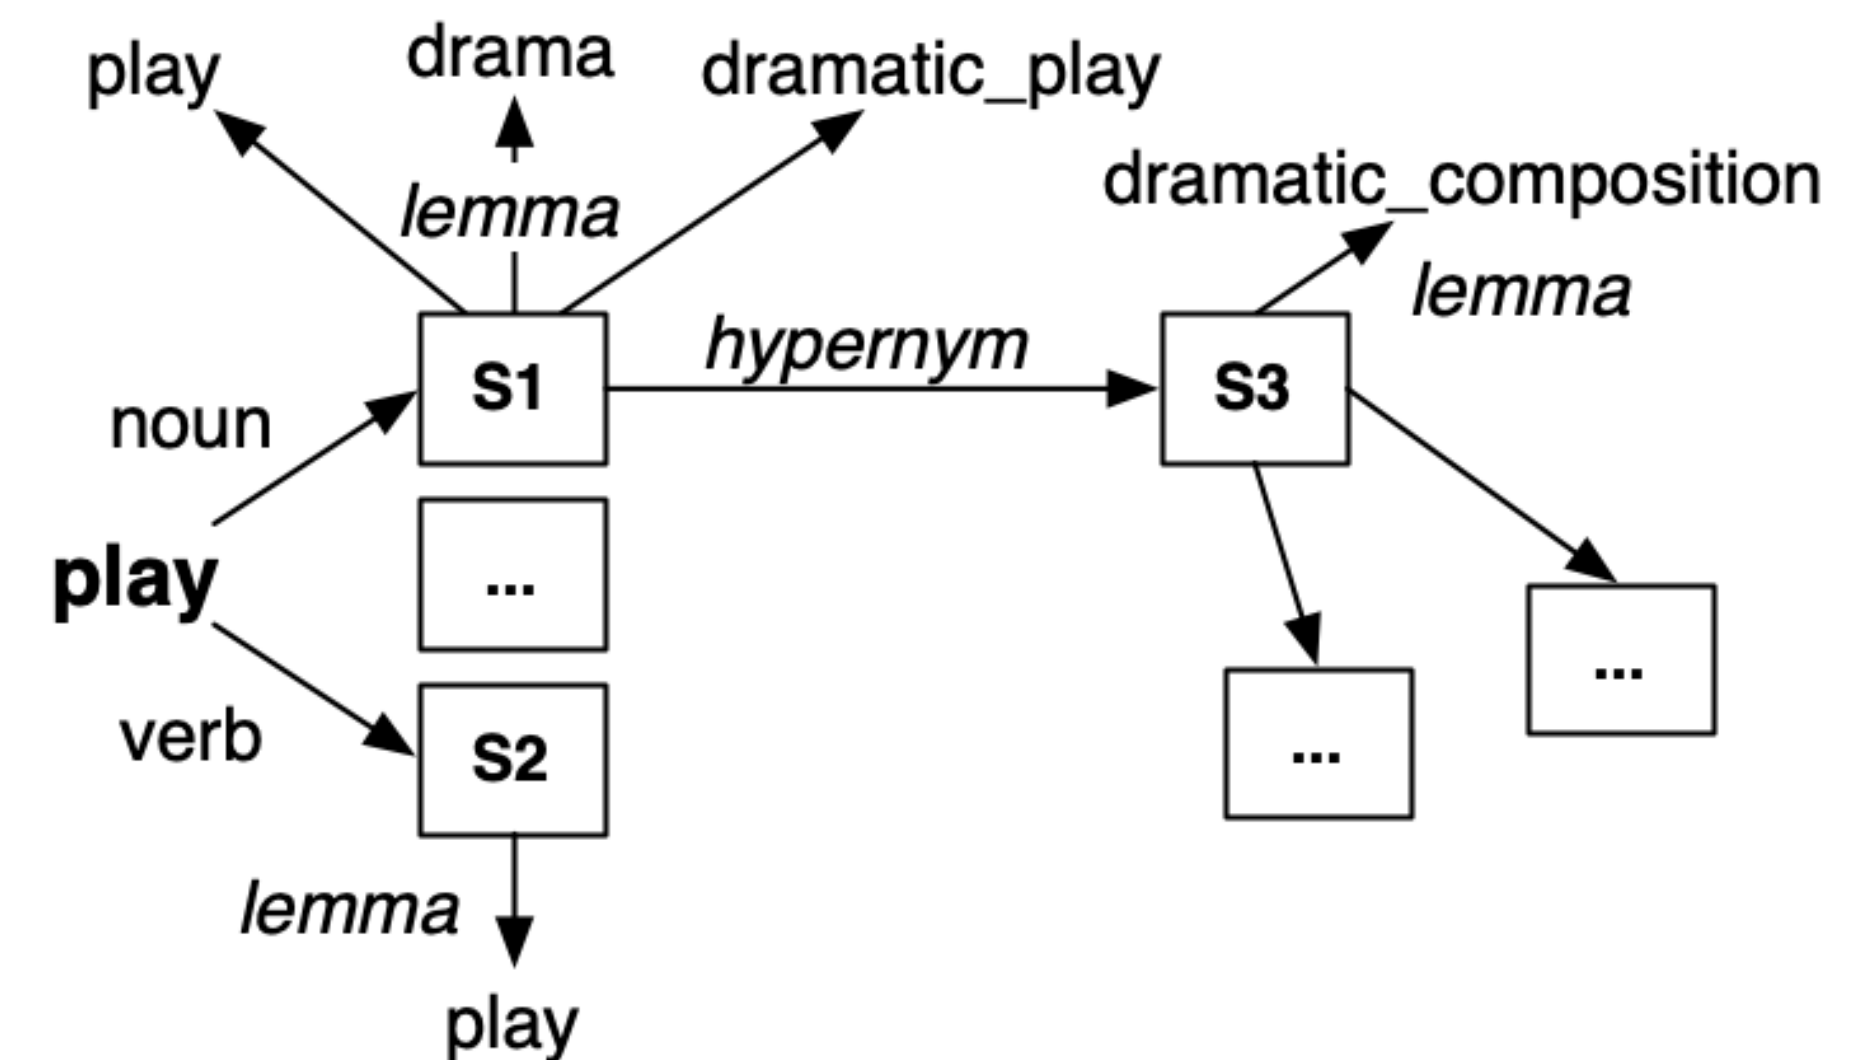 play
drama
dramatic_play
dramatic_composition
lemma
lemma
hypernym
S1
S3
noun
play
...
verb
S2
...
...
lemma
play